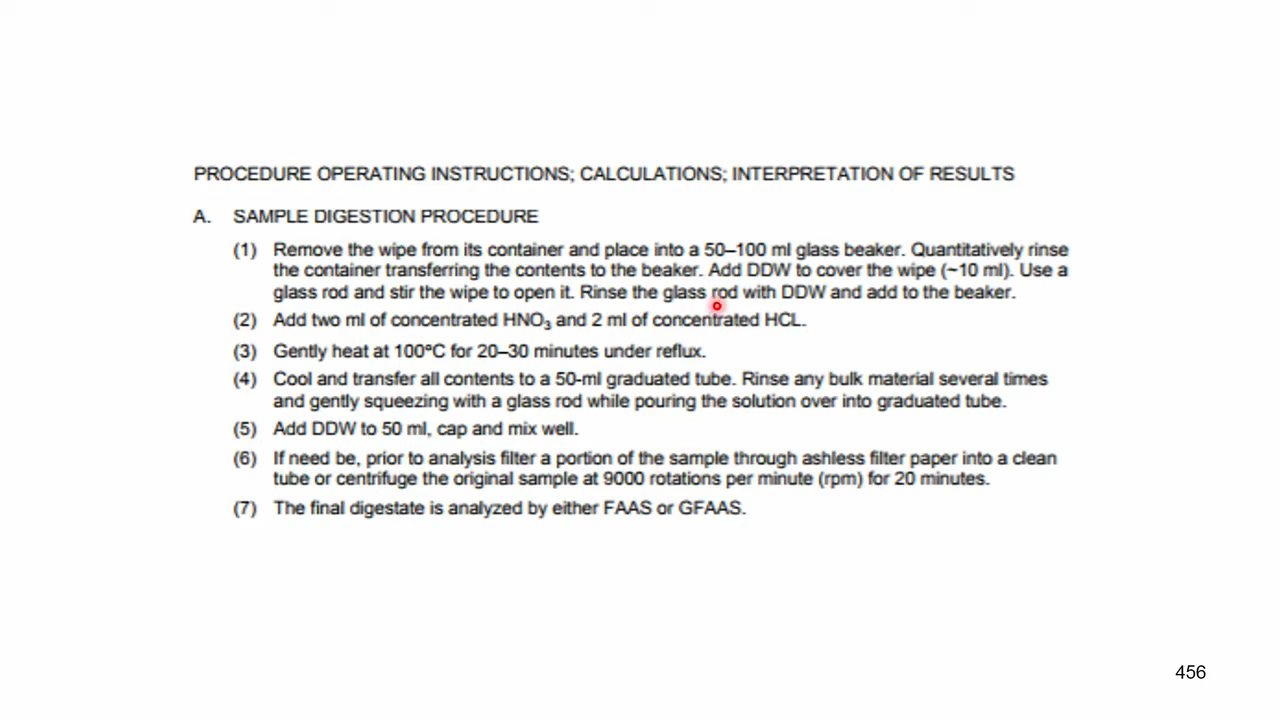 PROCEDURE OPERATING INSTRUCTIONS; CALCULATIONS; INTERPRETATION OF RESULTS
A. SAMPLE DIGESTION PROCEDURE
(1) Remove the wipe from its container and place into a 50–100 ml glass beaker. Quantitatively rinse
the container transferring the contents to the beaker. Add DDW to cover the wipe (~10 ml). Use a
glass rod and stir the wipe to open it. Rinse the glass rod with DDW and add to the beaker.
(2) Add two ml of concentrated HNO₃ and 2 ml of concentrated HCL.
(3) Gently heat at 100°C for 20–30 minutes under reflux.
(4) Cool and transfer all contents to a 50-ml graduated tube. Rinse any bulk material several times
and gently squeezing with a glass rod while pouring the solution over into graduated tube.
(5) Add DDW to 50 ml, cap and mix well.
(6) If need be, prior to analysis filter a portion of the sample through ashless filter paper into a clean
tube or centrifuge the original sample at 9000 rotations per minute (rpm) for 20 minutes.
(7) The final digestate is analyzed by either FAAS or GFAAS.
456